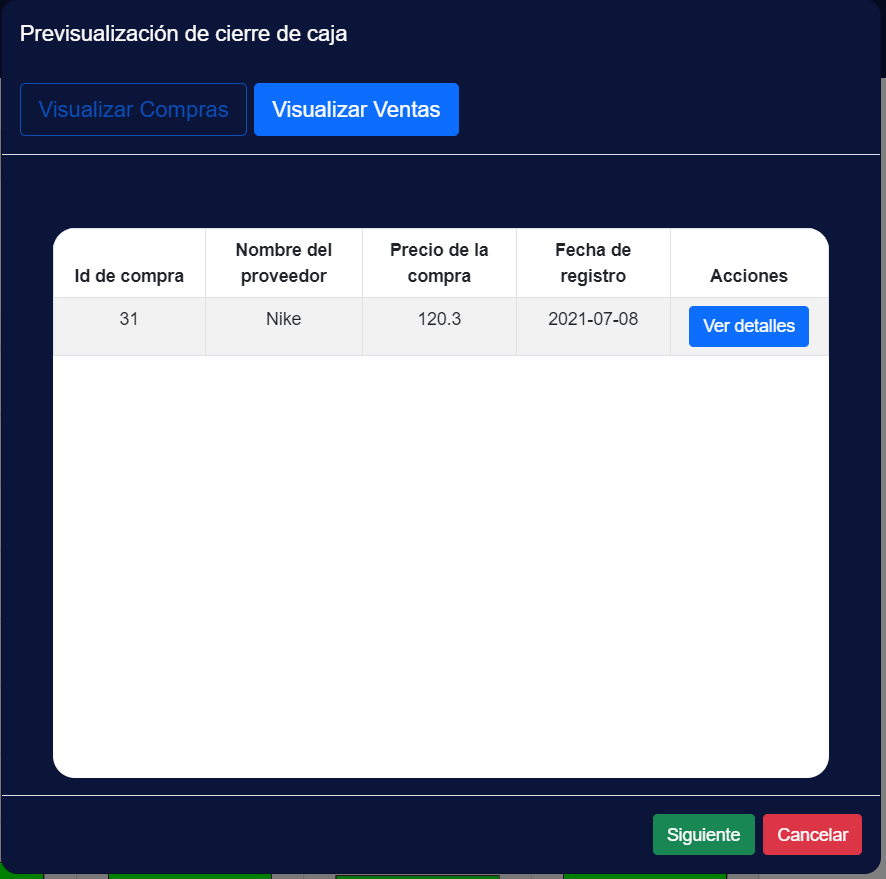 Previsualización de cierre de caja
Visualizar Compras Visualizar Ventas
Id de compra Nombre del proveedor Precio de la compra Fecha de registro Acciones
31 Nike 120.3 2021-07-08 Ver detalles
Siguiente Cancelar